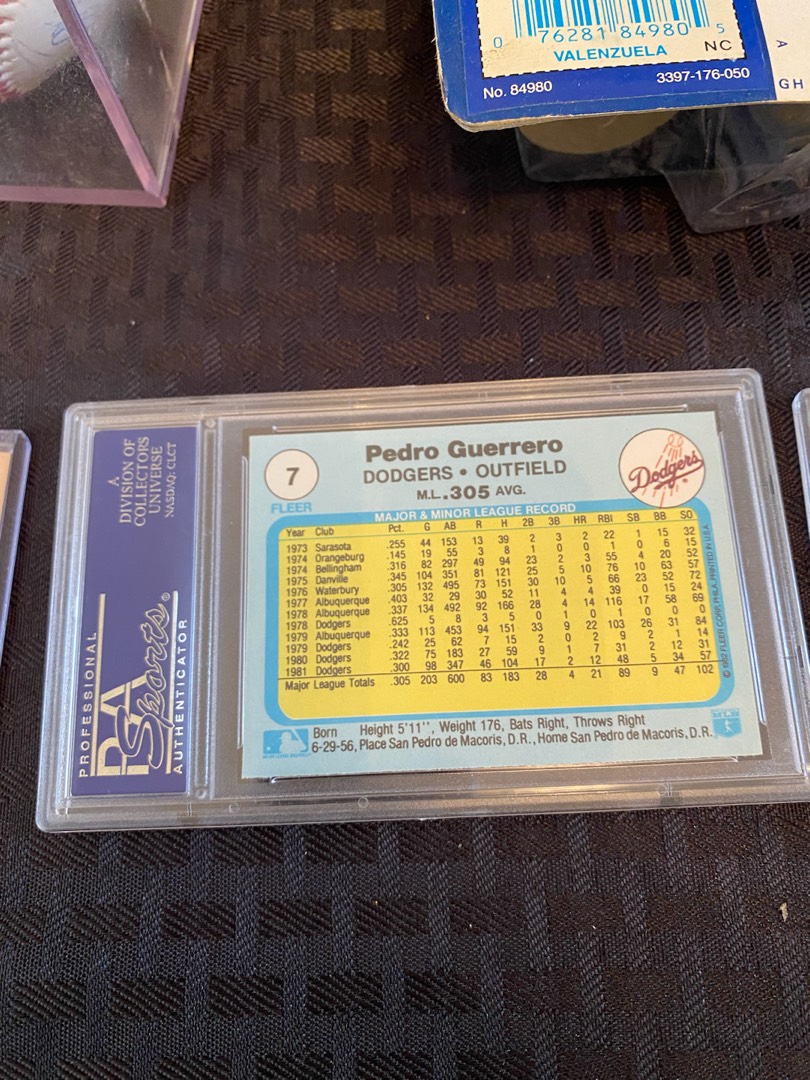 0 76281 84980 5
VALENZUELA
NC
No. 84980
3397-176-050
A
GH
A
DIVISION OF
COLLECTORS
UNIVERSE
NASDAQ: CLCT
PROFESSIONAL
PSA
Sports®
AUTHENTICATOR
7
FLEER
Pedro Guerrero
DODGERS • OUTFIELD
M.L. .305 AVG.
Dodgers
MAJOR & MINOR LEAGUE RECORD
Year Club Pct. G AB R H 2B 3B HR RBI SB BB SO
1973 Sarasota .255 44 153 13 39 2 3 2 22 1 15 32
1974 Orangeburg .145 19 55 3 8 1 0 0 1 0 6 15
1974 Bellingham .316 82 297 49 94 23 2 3 55 4 20 52
1975 Danville .345 104 351 81 121 25 5 10 76 10 63 57
1976 Waterbury .305 132 495 73 151 30 10 5 66 23 52 72
1977 Albuquerque .403 32 29 30 52 11 4 4 39 0 15 24
1978 Albuquerque .337 134 492 92 166 28 4 14 116 17 58 69
1978 Dodgers .625 5 8 3 5 0 1 0 1 0 0 0
1979 Albuquerque .333 113 453 94 151 33 9 22 103 26 31 84
1979 Dodgers .242 25 62 7 15 2 0 2 9 2 1 14
1980 Dodgers .322 75 183 27 59 9 1 7 31 2 12 31
1981 Dodgers .300 98 347 46 104 17 2 12 48 5 34 57
Major League Totals .305 203 600 83 183 28 4 21 89 9 47 102
© 1982 FLEER CORP. PHILA. PRINTED IN U.S.A.
Born Height 5'11'', Weight 176, Bats Right, Throws Right
6-29-56, Place San Pedro de Macoris, D.R., Home San Pedro de Macoris, D.R.